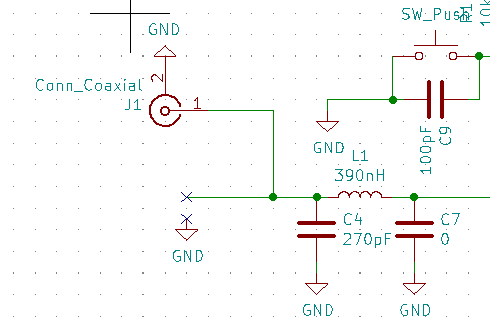 SW_Push
R1
10k
GND
Conn_Coaxial
J1
2
1
100pF
C9
GND
L1
390nH
C4
270pF
C7
0
GND
GND
GND